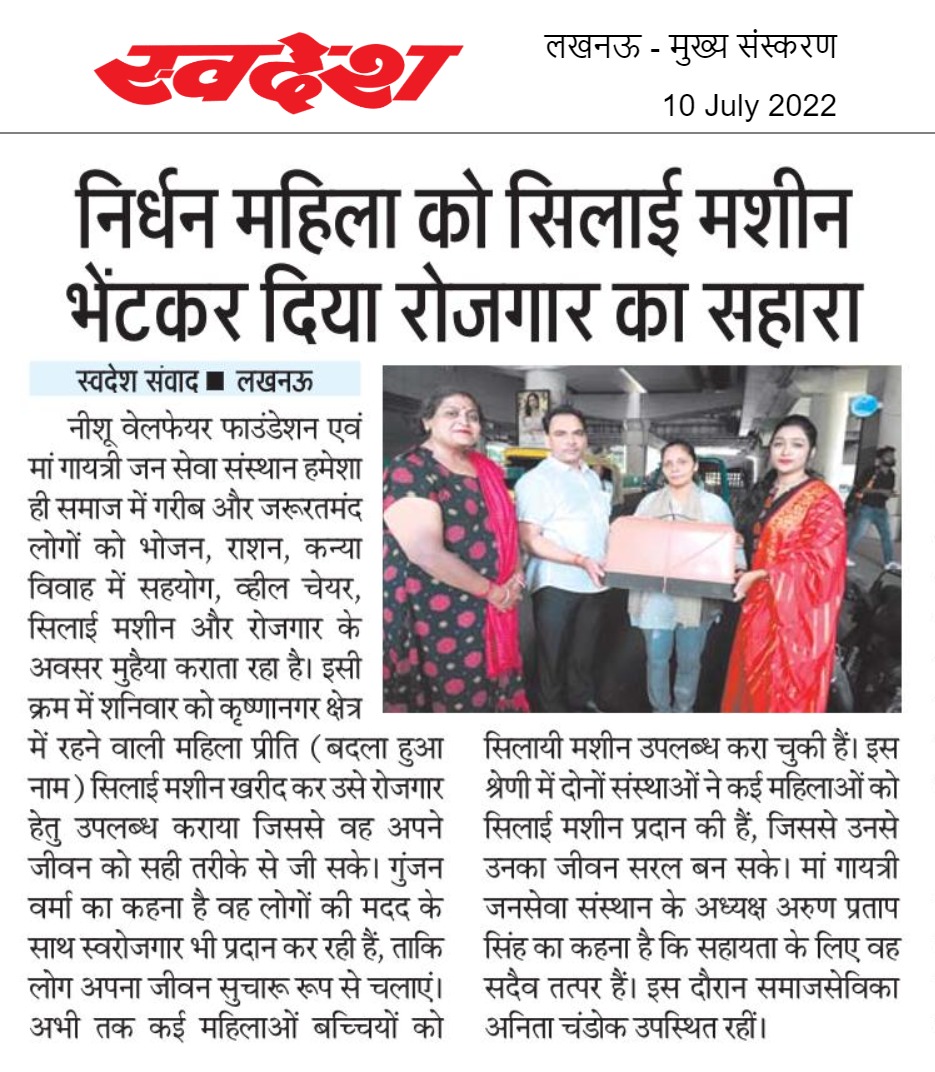 स्वदेश
लखनऊ - मुख्य संस्करण
10 July 2022
निर्धन महिला को सिलाई मशीन
भेंटकर दिया रोजगार का सहारा
स्वदेश संवाद ■ लखनऊ
नीशू वेलफेयर फाउंडेशन एवं
मां गायत्री जन सेवा संस्थान हमेशा
ही समाज में गरीब और जरूरतमंद
लोगों को भोजन, राशन, कन्या
विवाह में सहयोग, व्हील चेयर,
सिलाई मशीन और रोजगार के
अवसर मुहैया कराता रहा है। इसी
क्रम में शनिवार को कृष्णानगर क्षेत्र
में रहने वाली महिला प्रीति (बदला हुआ
नाम) सिलाई मशीन खरीद कर उसे रोजगार
हेतु उपलब्ध कराया जिससे वह अपने
जीवन को सही तरीके से जी सके। गुंजन
वर्मा का कहना है वह लोगों की मदद के
साथ स्वरोजगार भी प्रदान कर रही हैं, ताकि
लोग अपना जीवन सुचारू रूप से चलाएं।
अभी तक कई महिलाओं बच्चियों को
सिलायी मशीन उपलब्ध करा चुकी हैं। इस
श्रेणी में दोनों संस्थाओं ने कई महिलाओं को
सिलाई मशीन प्रदान की हैं, जिससे उनसे
उनका जीवन सरल बन सके। मां गायत्री
जनसेवा संस्थान के अध्यक्ष अरुण प्रताप
सिंह का कहना है कि सहायता के लिए वह
सदैव तत्पर हैं। इस दौरान समाजसेविका
अनिता चंडोक उपस्थित रहीं।